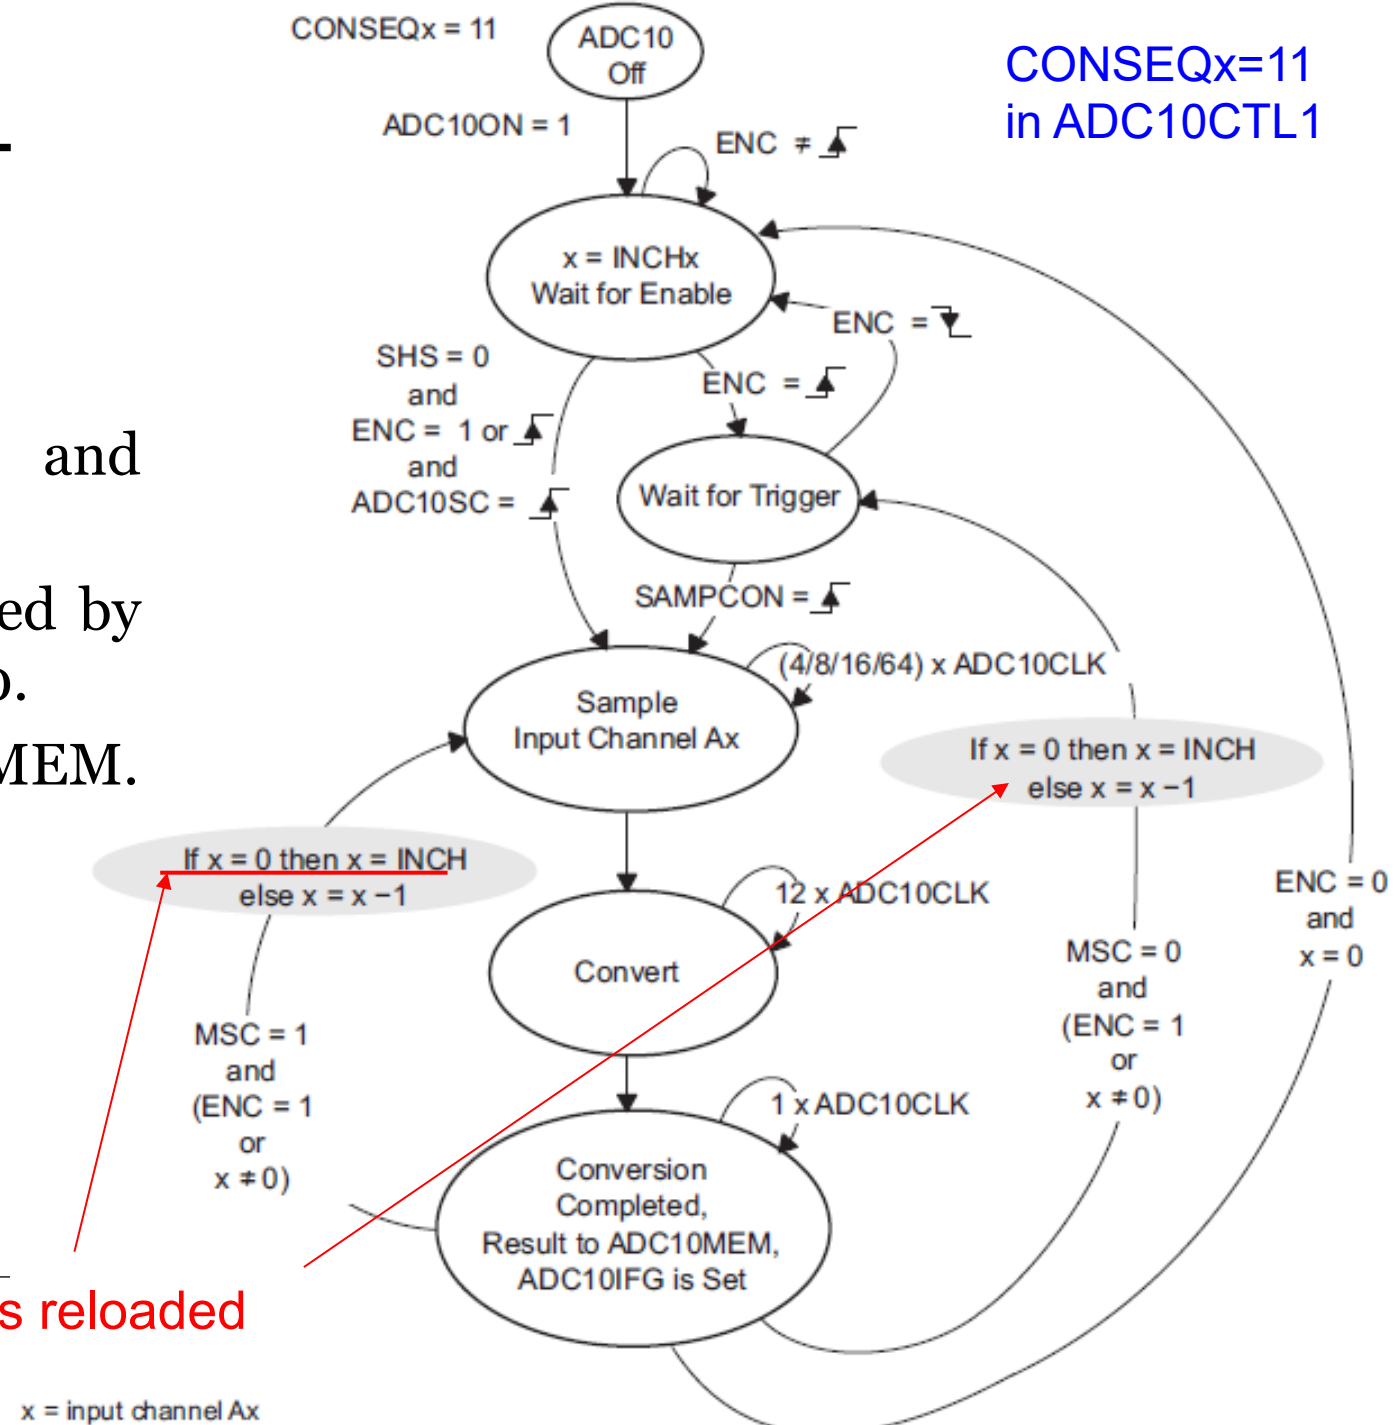 CONSEQx = 11
ADC10
Off
CONSEQx=11
in ADC10CTL1
ADC10ON = 1
ENC ≠
x = INCHx
Wait for Enable
ENC =
SHS = 0
and
ENC = 1 or
and
ADC10SC =
ENC =
and
Wait for Trigger
SAMPCON =
by
(4/8/16/64) x ADC10CLK
Sample
Input Channel Ax
If x = 0 then x = INCH
else x = x −1
MEM.
If x = 0 then x = INCH
else x = x −1
12 x ADC10CLK
Convert
ENC = 0
and
x = 0
MSC = 0
and
(ENC = 1
or
x ≠ 0)
MSC = 1
and
(ENC = 1
or
x ≠ 0)
1 x ADC10CLK
Conversion
Completed,
Result to ADC10MEM,
ADC10IFG is Set
s reloaded
x = input channel Ax